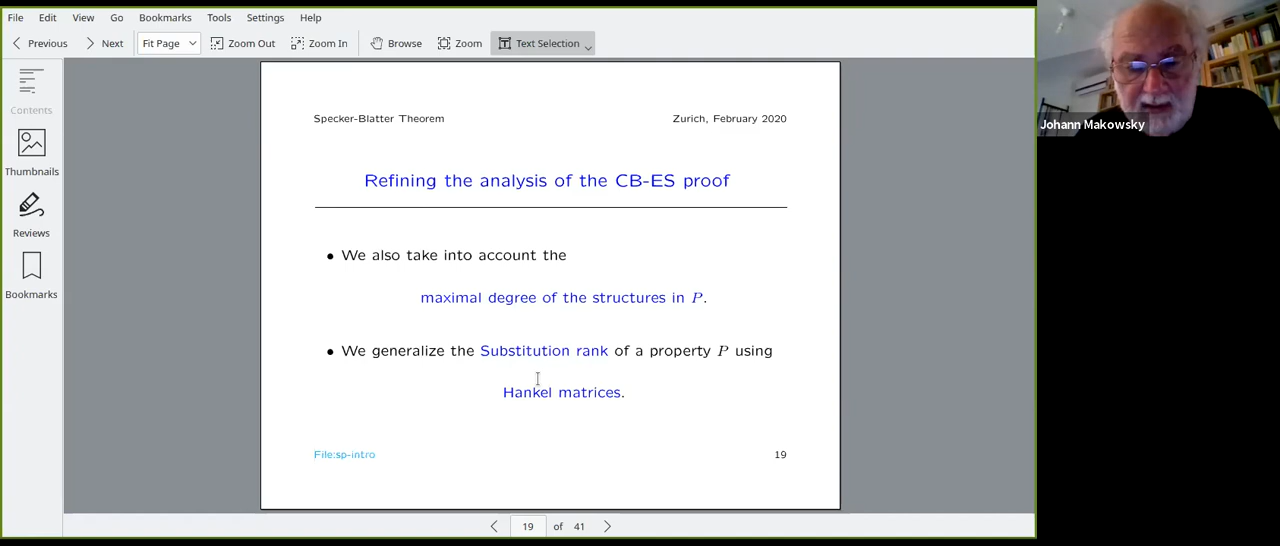 File Edit View Go Bookmarks Tools Settings Help
Previous Next Fit Page Zoom Out Zoom In Browse Zoom Text Selection
Contents
Thumbnails
Reviews
Bookmarks
Specker-Blatter Theorem Zurich, February 2020
Refining the analysis of the CB-ES proof
• We also take into account the
maximal degree of the structures in P.
• We generalize the Substitution rank of a property P using
Hankel matrices.
File:sp-intro 19
19 of 41
Johann Makowsky